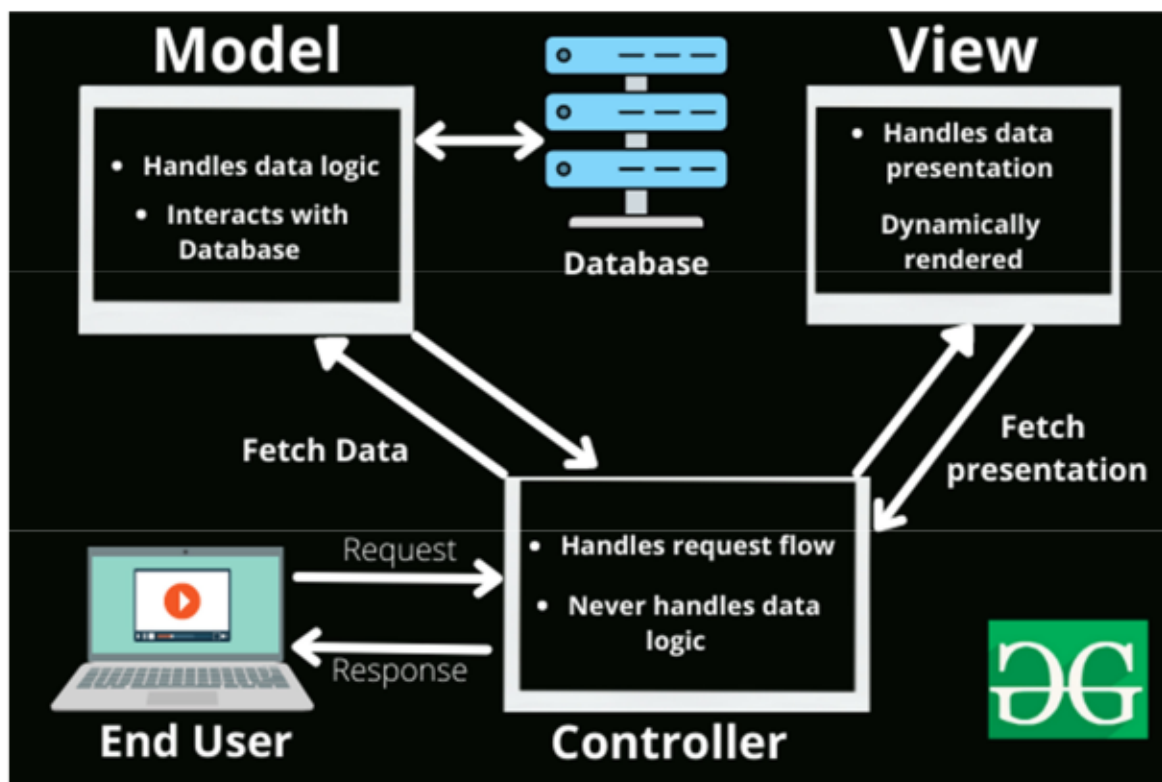 Model
• Handles data logic
• Interacts with
Database
Database
View
• Handles data
presentation
Dynamically
rendered
Fetch Data
Fetch
presentation
Request
Response
End User
• Handles request flow
• Never handles data
logic
Controller